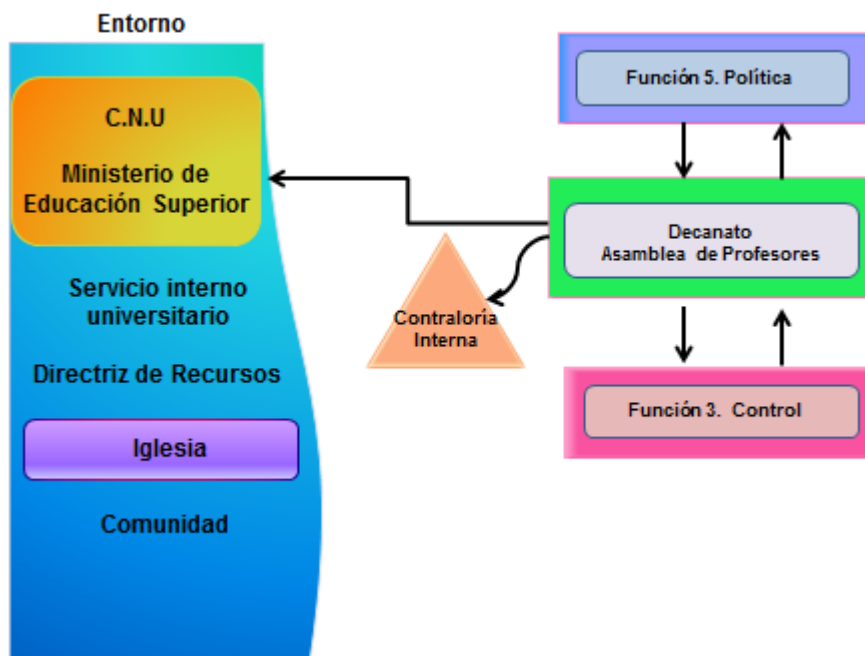 Entorno
C.N.U
Ministerio de
Educación Superior
Servicio interno
universitario
Directriz de Recursos
Iglesia
Comunidad
Contraloría
Interna
Función 5. Política
Decanato
Asamblea de Profesores
Función 3. Control